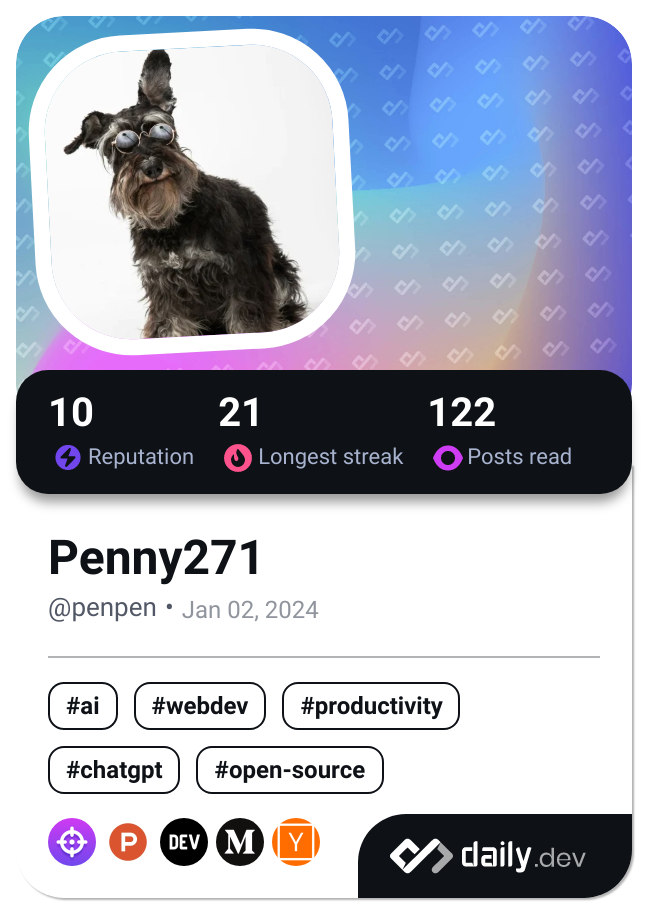 10 21 122
Reputation Longest streak Posts read
Penny271
@penpen • Jan 02, 2024
#ai #webdev #productivity
#chatgpt #open-source
P DEV M Y
daily.dev